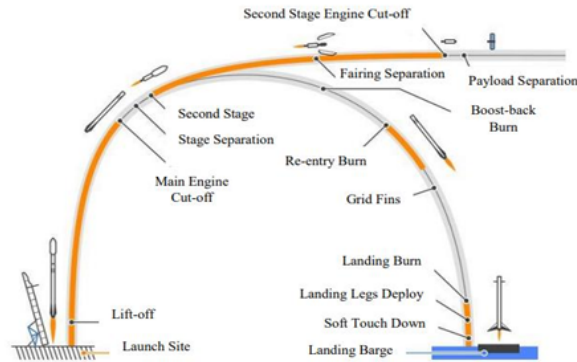 Second Stage Engine Cut-off
Fairing Separation
Payload Separation
Second Stage
Boost-back
Burn
Stage Separation
Re-entry Burn
Main Engine
Cut-off
Grid Fins
Landing Burn
Landing Legs Deploy
Lift-off
Soft Touch Down
Launch Site
Landing Barge